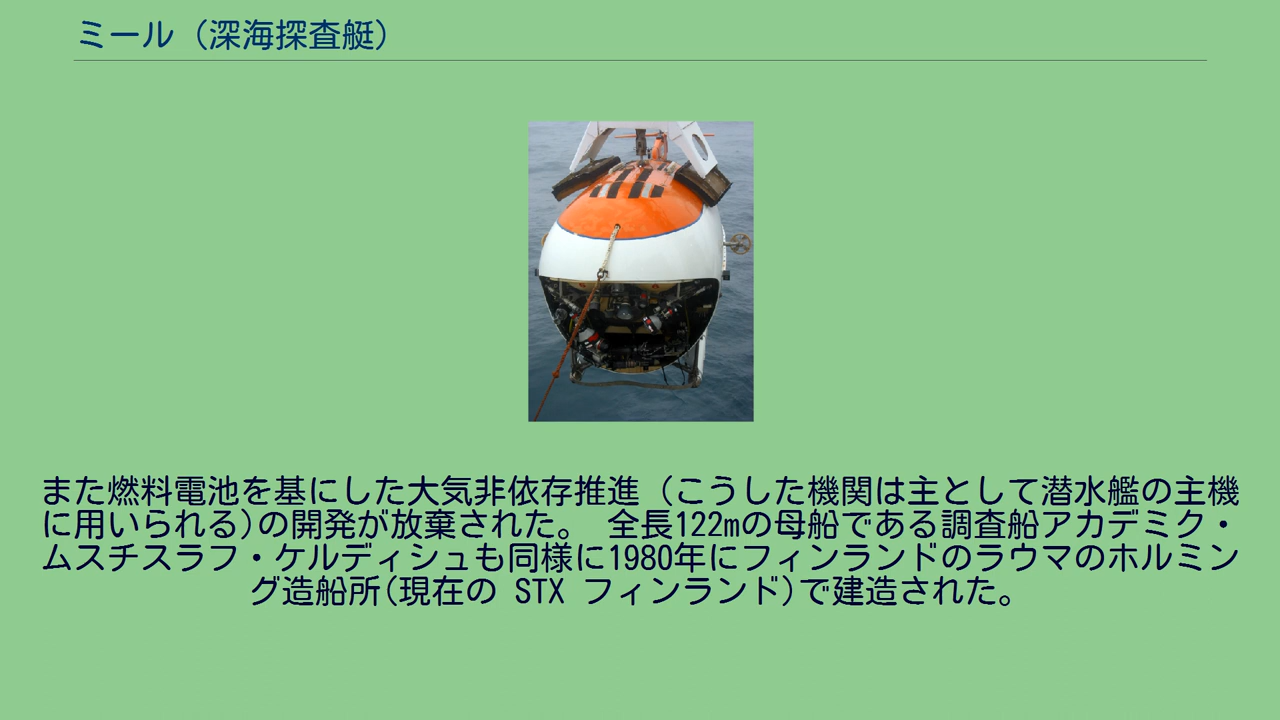 ミール（深海探査艇）
また燃料電池を基にした大気非依存推進（こうした機関は主として潜水艦の主機
に用いられる)の開発が放棄された。 全長122mの母船である調査船アカデミク・
ムスチスラフ・ケルディシュも同様に1980年にフィンランドのラウマのホルミン
グ造船所(現在の STX フィンランド)で建造された。